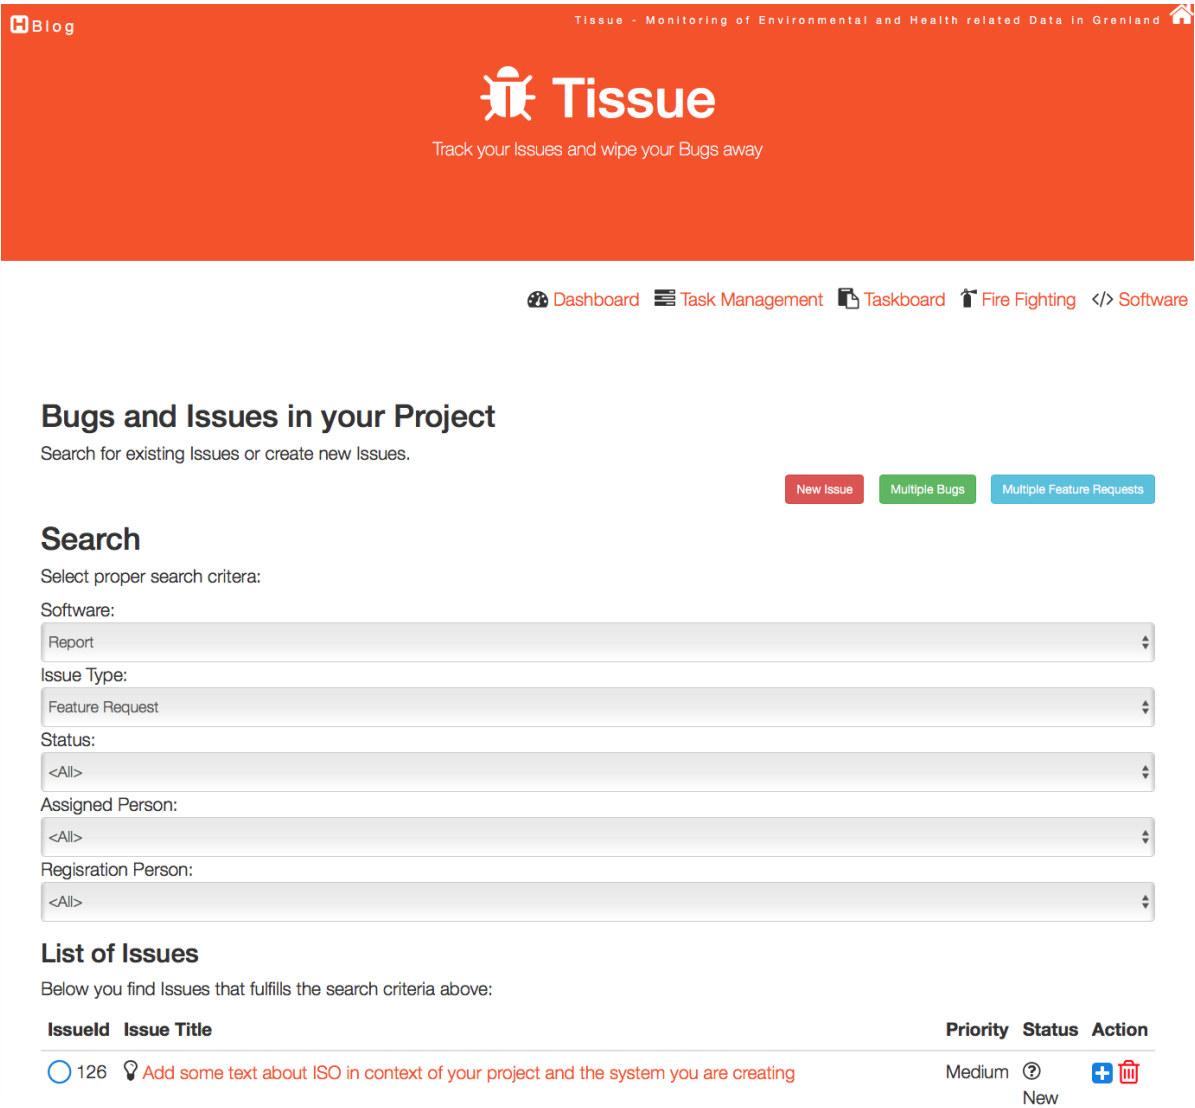 H Blog
Tissue - Monitoring of Environmental and Health related Data in Grenland
Tissue
Track your Issues and wipe your Bugs away
Dashboard Task Management Taskboard Fire Fighting </> Software
Bugs and Issues in your Project
Search for existing Issues or create new Issues.
New Issue Multiple Bugs Multiple Feature Requests
Search
Select proper search critera:
Software:
Report
Issue Type:
Feature Request
Status:
<All>
Assigned Person:
<All>
Regisration Person:
<All>
List of Issues
Below you find Issues that fulfills the search criteria above:
IssueId Issue Title Priority Status Action
126 Add some text about ISO in context of your project and the system you are creating Medium
New